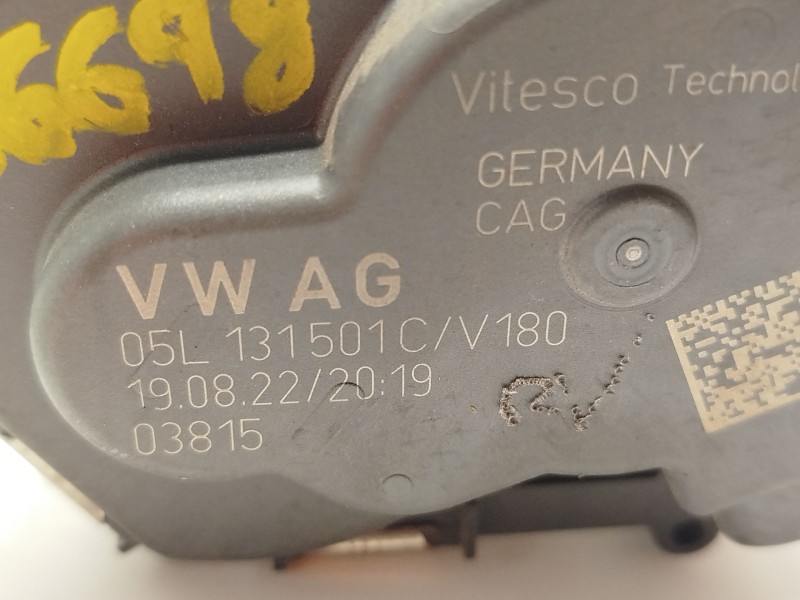 6698
Vitesco Technol
GERMANY
CAG
VW AG
05L 131501C/V180
19.08.22/20:19
03815